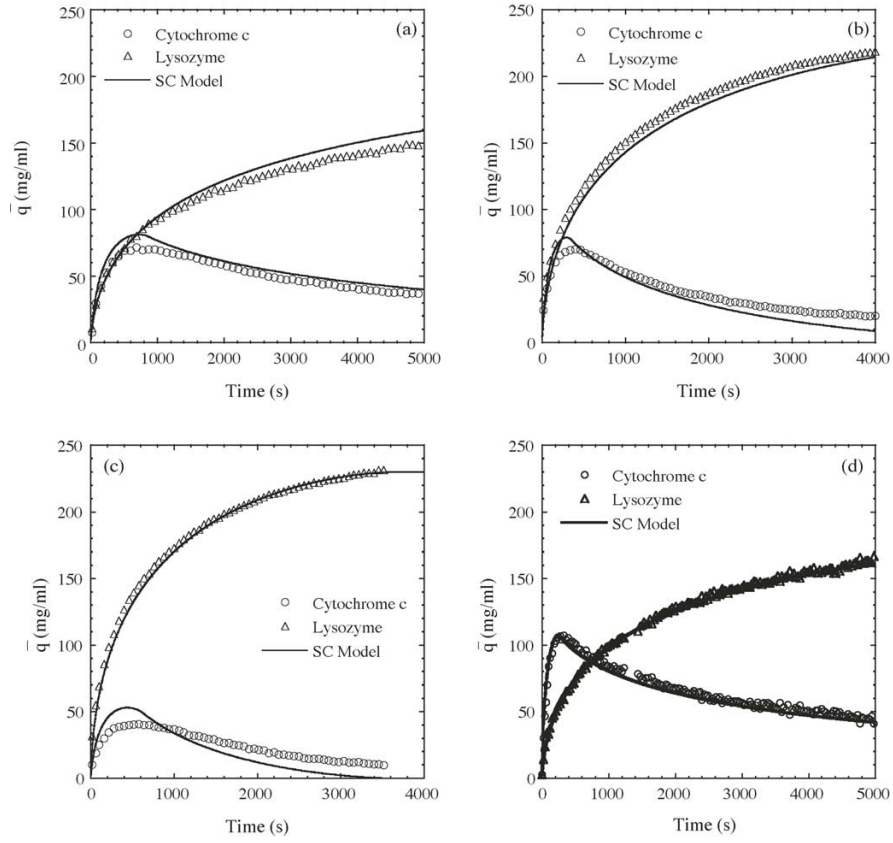 (a)
Cytochrome c
Lysozyme
SC Model
250
200
150
100
50
0
q̄ (mg/ml)
0 1000 2000 3000 4000 5000
Time (s)
(b)
Cytochrome c
Lysozyme
SC Model
250
200
150
100
50
0
q̄ (mg/ml)
0 1000 2000 3000 4000
Time (s)
(c)
Cytochrome c
Lysozyme
SC Model
250
200
150
100
50
0
q̄ (mg/ml)
0 1000 2000 3000 4000
Time (s)
(d)
Cytochrome c
Lysozyme
SC Model
250
200
150
100
50
0
q̄ (mg/ml)
0 1000 2000 3000 4000 5000
Time (s)